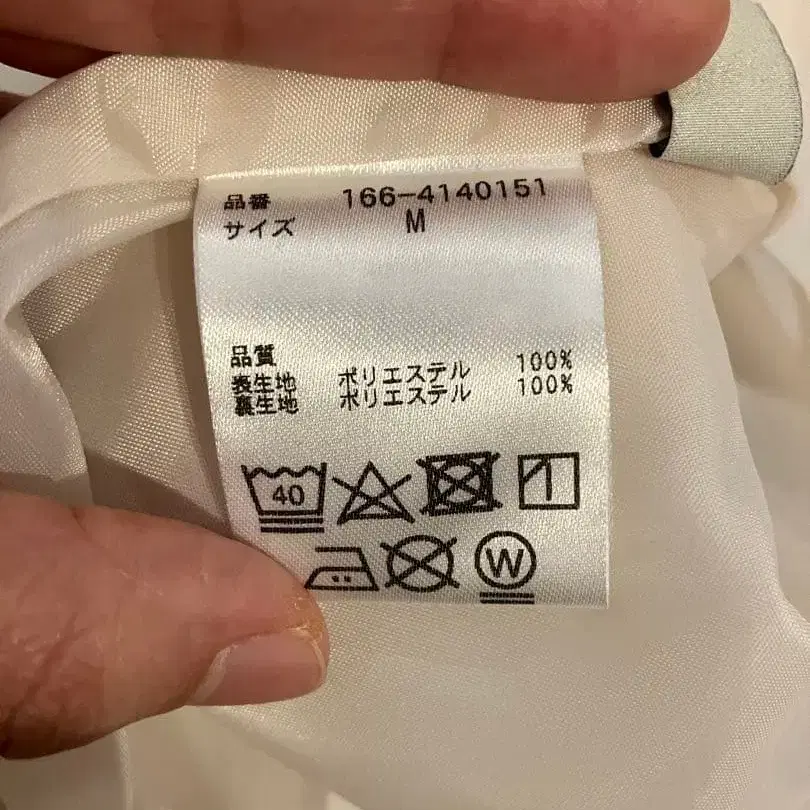 品番 166-4140151
サイズ M
品質
表生地 ポリエステル 100%
裏生地 ポリエステル 100%
40
W